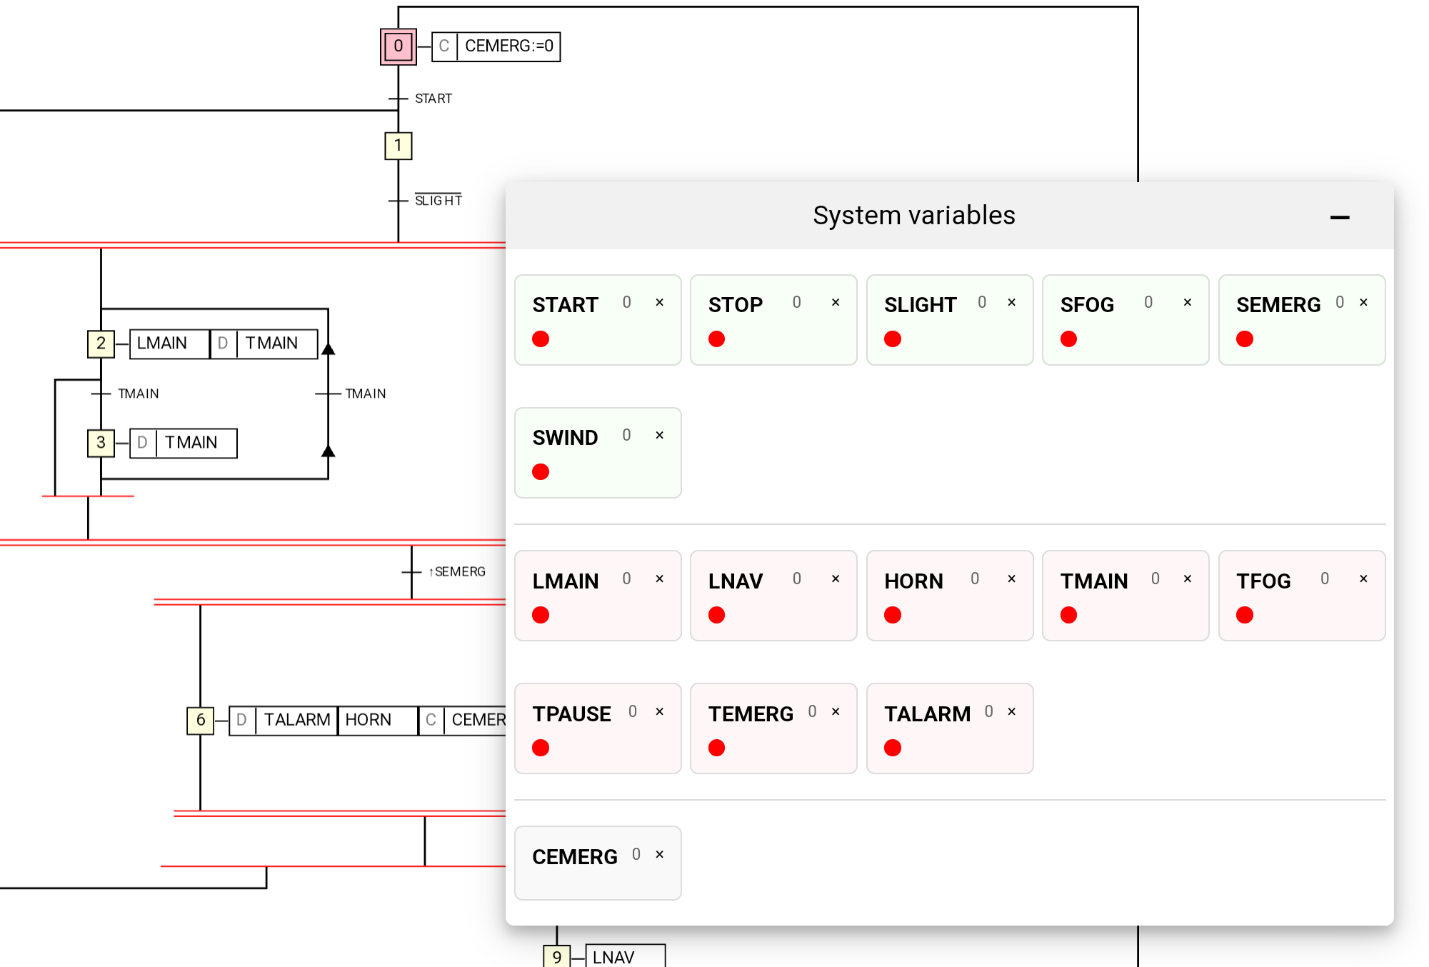 0 C CEMERG:=0
START
1
SLIGHT
System variables
START 0 × STOP 0 × SLIGHT 0 × SFOG 0 × SEMERG 0 ×
2 LMAIN D TMAIN
TMAIN TMAIN
SWIND 0 ×
3 D TMAIN
↑SEMERG
LMAIN 0 × LNAV 0 × HORN 0 × TMAIN 0 × TFOG 0 ×
6 D TALARM HORN C CEMER
TPAUSE 0 × TEMERG 0 × TALARM 0 ×
CEMERG 0 ×
9 LNAV